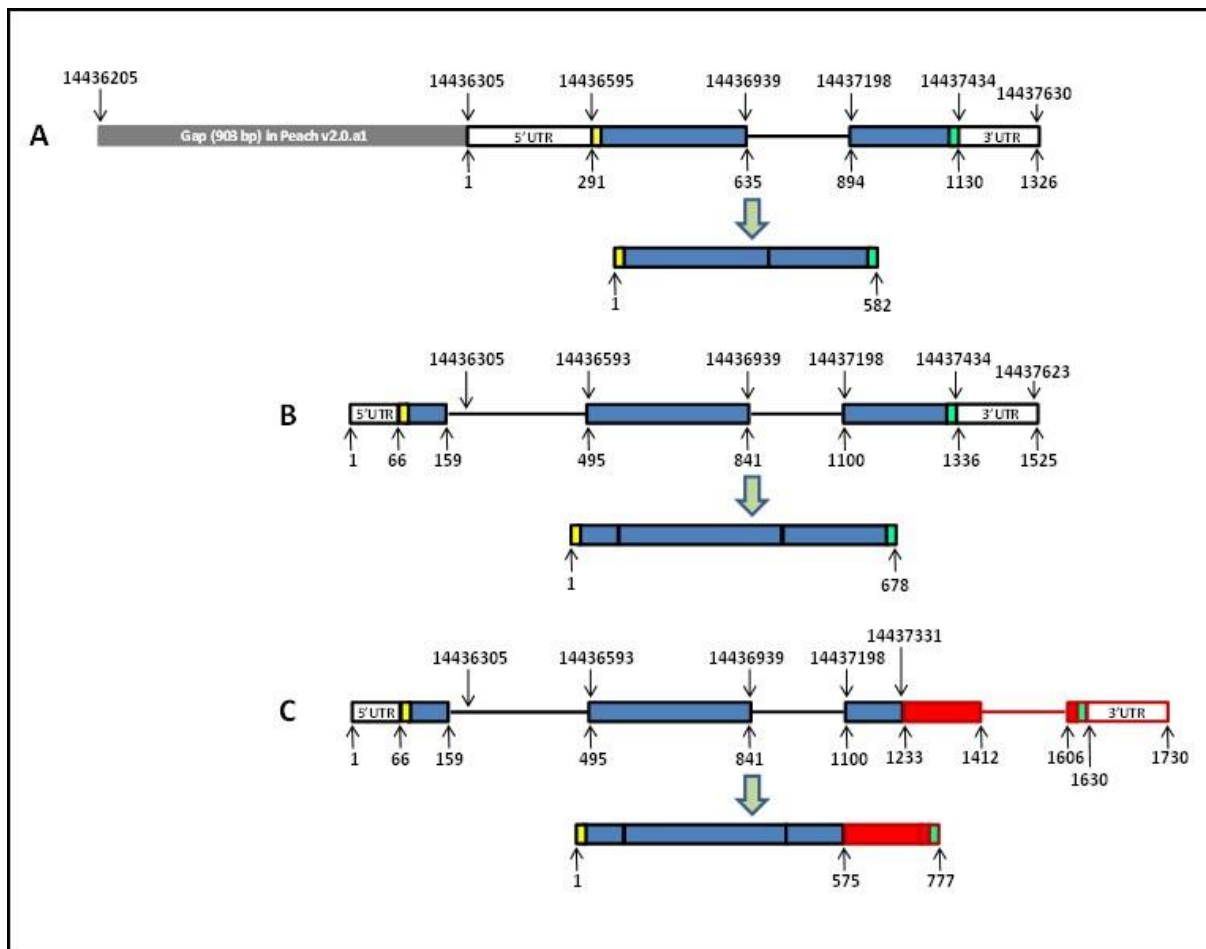 14436205 14436305 14436595 14436939 14437198 14437434 14437630
A
Gap (903 bp) in Peach v2.0.a1 5'UTR 3'UTR
1 291 635 894 1130 1326
1 582
14436305 14436593 14436939 14437198 14437434 14437623
B
5'UTR 3'UTR
1 66 159 495 841 1100 1336 1525
1 678
14437331
14436305 14436593 14436939 14437198
C
5'UTR 3'UTR
1 66 159 495 841 1100 1233 1412 1606 1730
1630
1 575 777